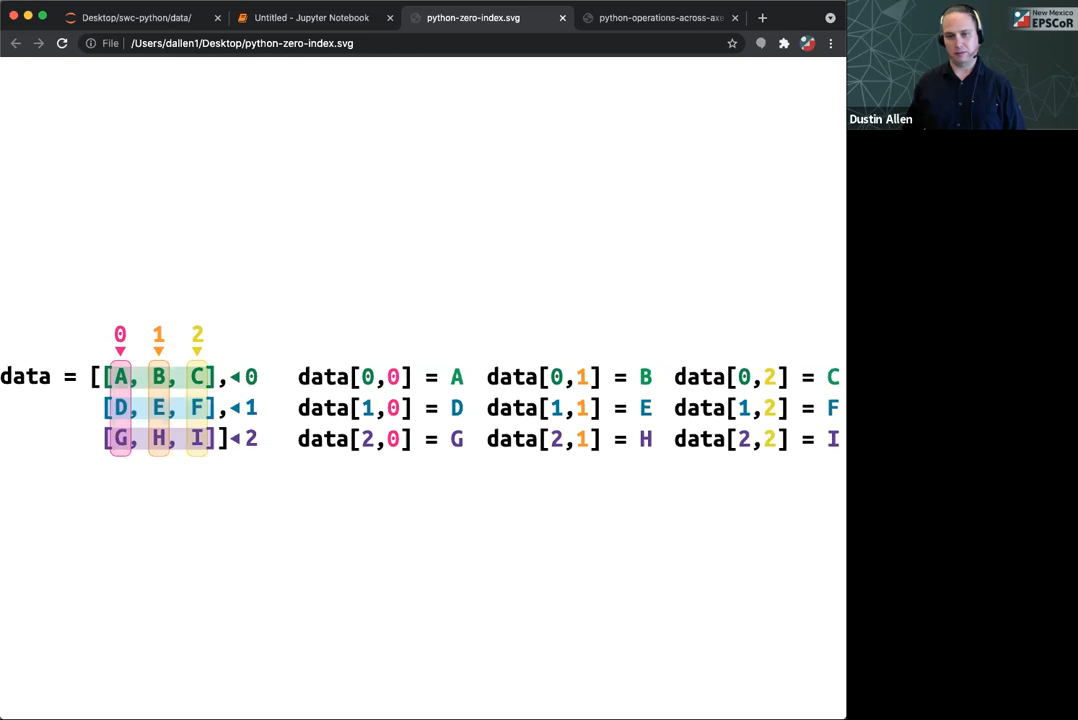 Desktop/swc-python/data/
Untitled - Jupyter Notebook
python-zero-index.svg
python-operations-across-axe
File
/Users/dallen1/Desktop/python-zero-index.svg
New Mexico
EPSCoR
Dustin Allen
0 1 2
data = [[A, B, C], 0 data[0,0] = A data[0,1] = B data[0,2] = C
[D, E, F], 1 data[1,0] = D data[1,1] = E data[1,2] = F
[G, H, I]] 2 data[2,0] = G data[2,1] = H data[2,2] = I